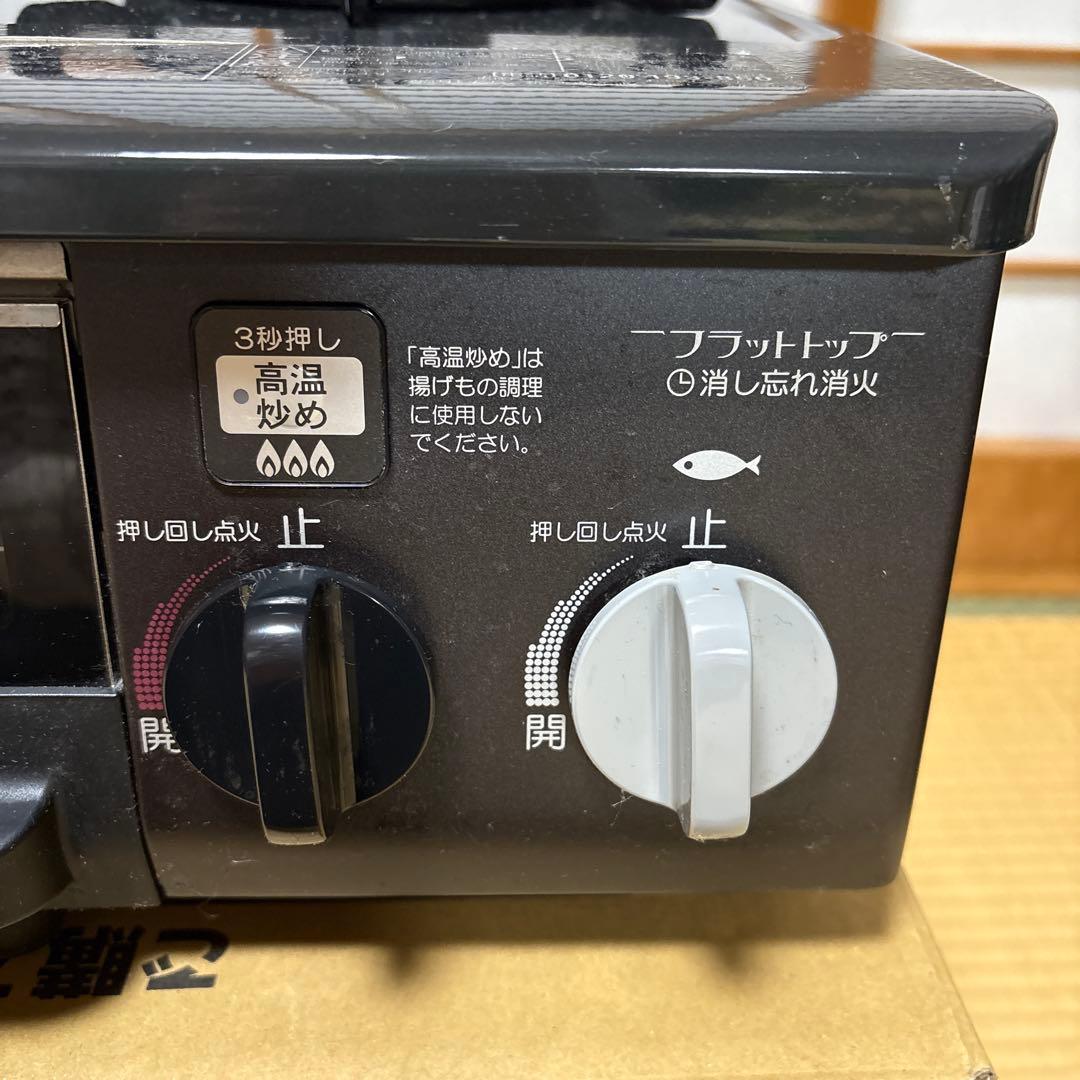 3秒押し
高温
炒め
「高温炒め」は
揚げもの調理
に使用しない
でください。
フラットトップ
消し忘れ消火
押し回し点火
止
開
押し回し点火
止
開